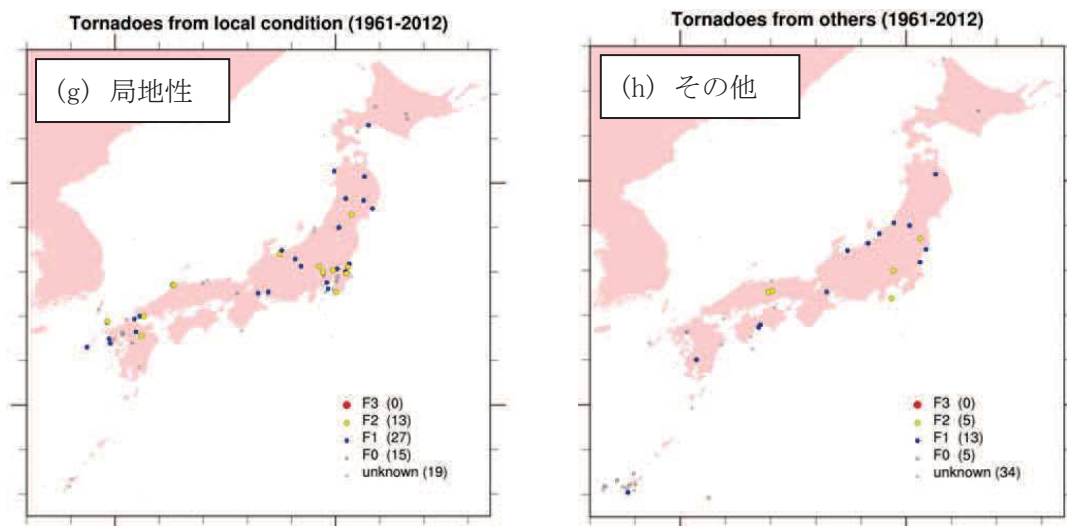 Tornadoes from local condition (1961-2012)
(g) 局地性
F3 (0)
F2 (13)
F1 (27)
F0 (15)
unknown (19)
Tornadoes from others (1961-2012)
(h) その他
F3 (0)
F2 (5)
F1 (13)
F0 (5)
unknown (34)